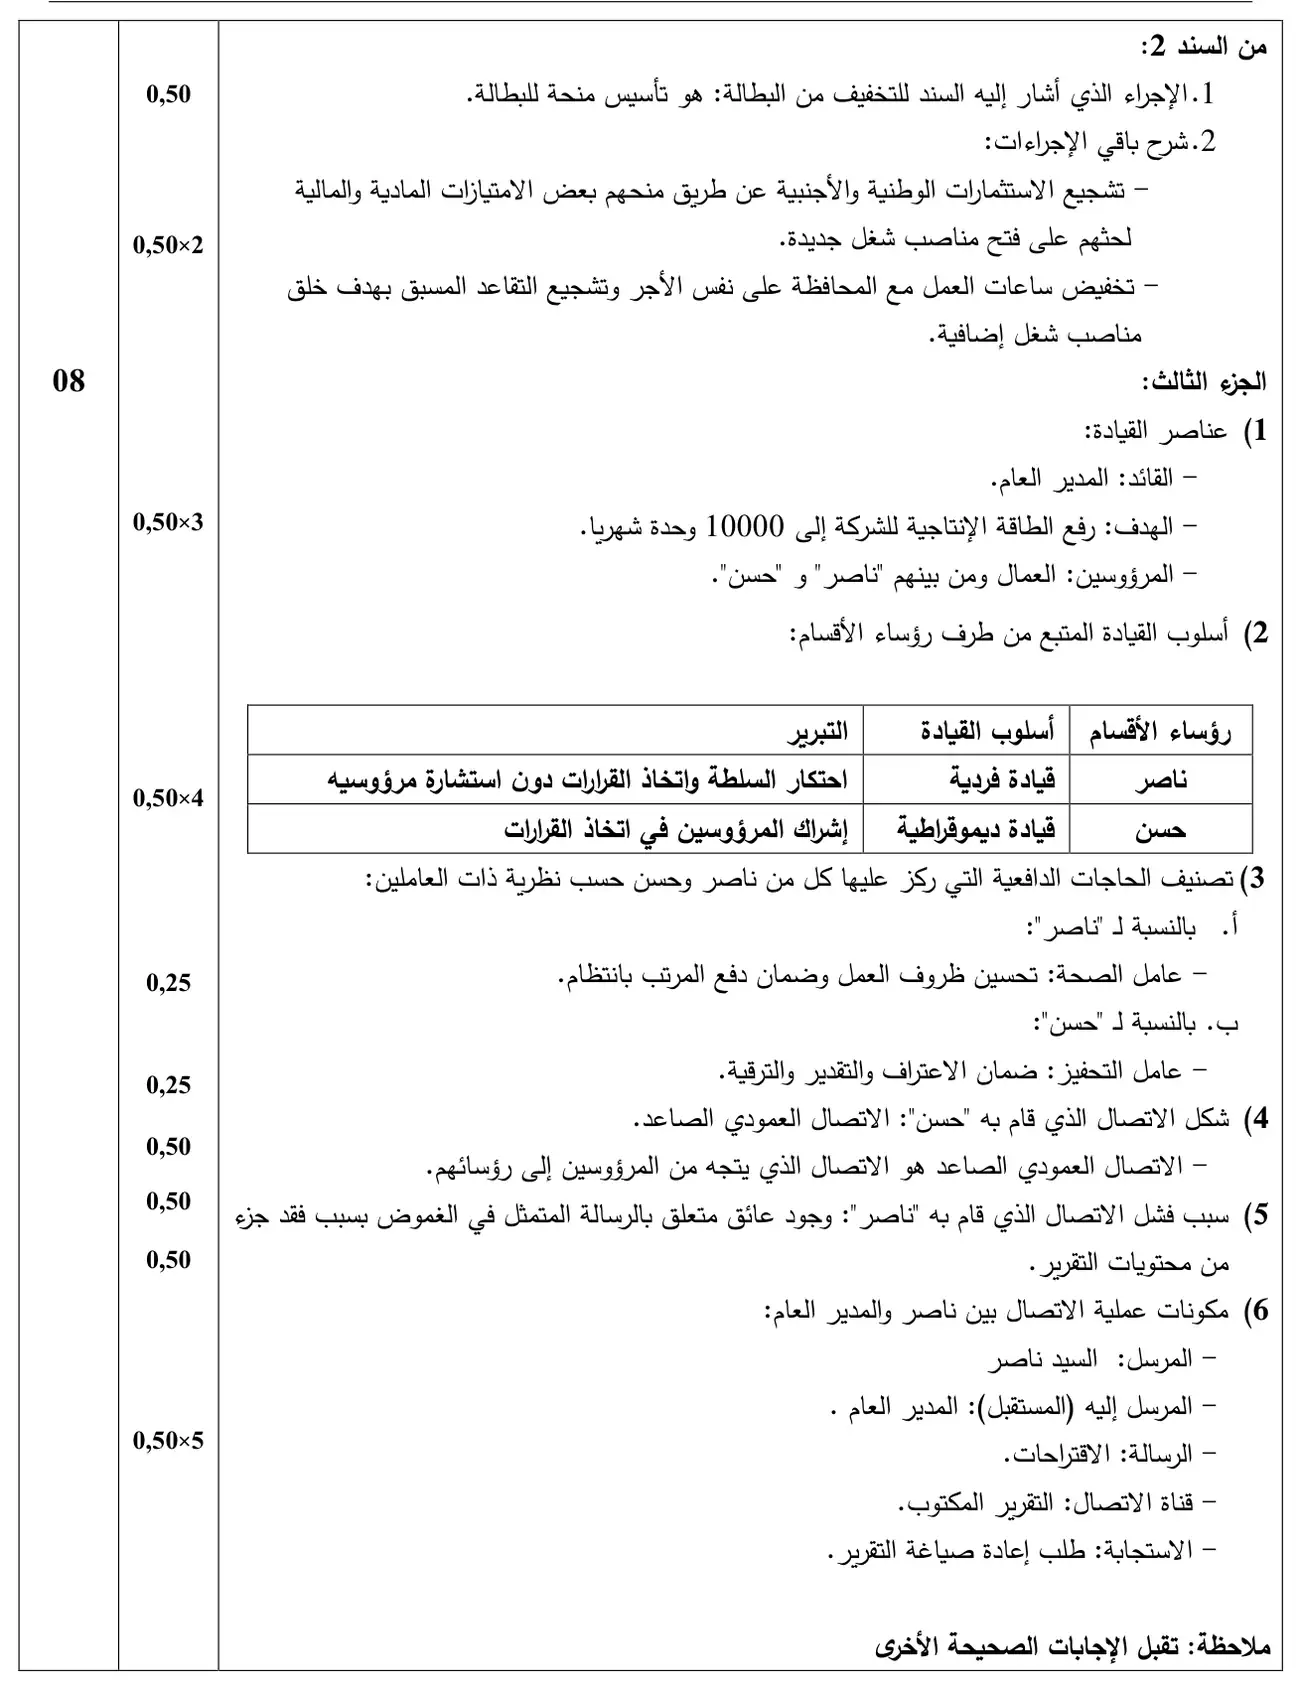 من السند 2:
1.الإجراء الذي أشار إليه السند للتخفيف من البطالة: هو تأسيس منحة للبطالة.
0,50
2.شرح باقي الإجراءات:
- تشجيع الاستثمارات الوطنية والأجنبية عن طريق منحهم بعض الامتيازات المادية والمالية
لحثهم على فتح مناصب شغل جديدة.
0,50×2
- تخفيض ساعات العمل مع المحافظة على نفس الأجر وتشجيع التقاعد المسبق بهدف خلق
مناصب شغل إضافية.
الجزء الثالث:
08
1) عناصر القيادة:
- القائد: المدير العام.
- الهدف: رفع الطاقة الإنتاجية للشركة إلى 10000 وحدة شهريا.
0,50×3
- المرؤوسين: العمال ومن بينهم "ناصر" و "حسن".
2) أسلوب القيادة المتبع من طرف رؤساء الأقسام:
رؤساء الأقسام أسلوب القيادة التبرير
ناصر قيادة فردية احتكار السلطة واتخاذ القرارات دون استشارة مرؤوسيه
0,50×4
حسن قيادة ديموقراطية إشراك المرؤوسين في اتخاذ القرارات
3) تصنيف الحاجات الدافعية التي ركز عليها كل من ناصر وحسن حسب نظرية ذات العاملين:
أ. بالنسبة لـ "ناصر":
- عامل الصحة: تحسين ظروف العمل وضمان دفع المرتب بانتظام.
0,25
ب. بالنسبة لـ "حسن":
- عامل التحفيز: ضمان الاعتراف والتقدير والترقية.
0,25
4) شكل الاتصال الذي قام به "حسن": الاتصال العمودي الصاعد.
0,50
- الاتصال العمودي الصاعد هو الاتصال الذي يتجه من المرؤوسين إلى رؤسائهم.
0,50
5) سبب فشل الاتصال الذي قام به "ناصر": وجود عائق متعلق بالرسالة المتمثل في الغموض بسبب فقد جزء
من محتويات التقرير.
0,50
6) مكونات عملية الاتصال بين ناصر والمدير العام:
- المرسل: السيد ناصر
- المرسل إليه (المستقبل): المدير العام .
0,50×5
- الرسالة: الاقتراحات.
- قناة الاتصال: التقرير المكتوب.
- الاستجابة: طلب إعادة صياغة التقرير.
ملاحظة: تقبل الإجابات الصحيحة الأخرى